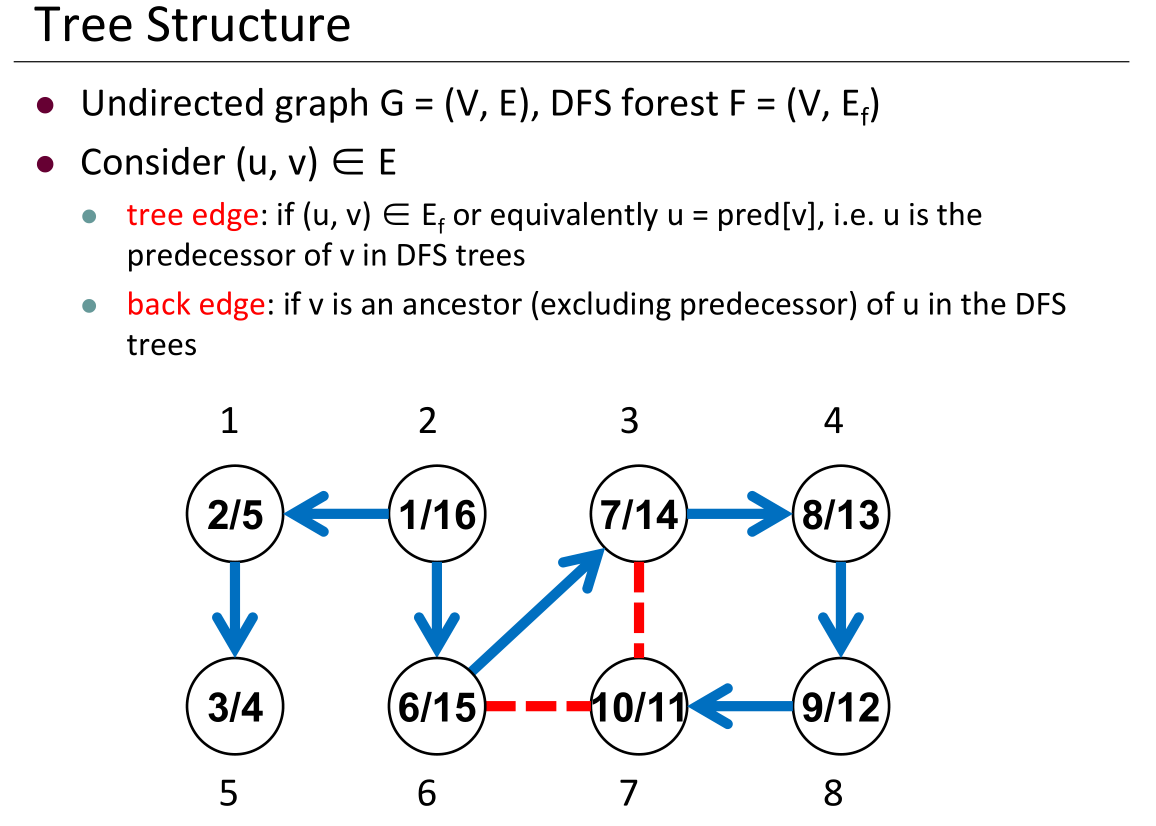 Tree Structure
Undirected graph G = (V, E), DFS forest F = (V, E_f)
Consider (u, v) ∈ E
tree edge: if (u, v) ∈ E_f or equivalently u = pred[v], i.e. u is the
predecessor of v in DFS trees
back edge: if v is an ancestor (excluding predecessor) of u in the DFS
trees
1 2 3 4
2/5 1/16 7/14 8/13
3/4 6/15 10/11 9/12
5 6 7 8